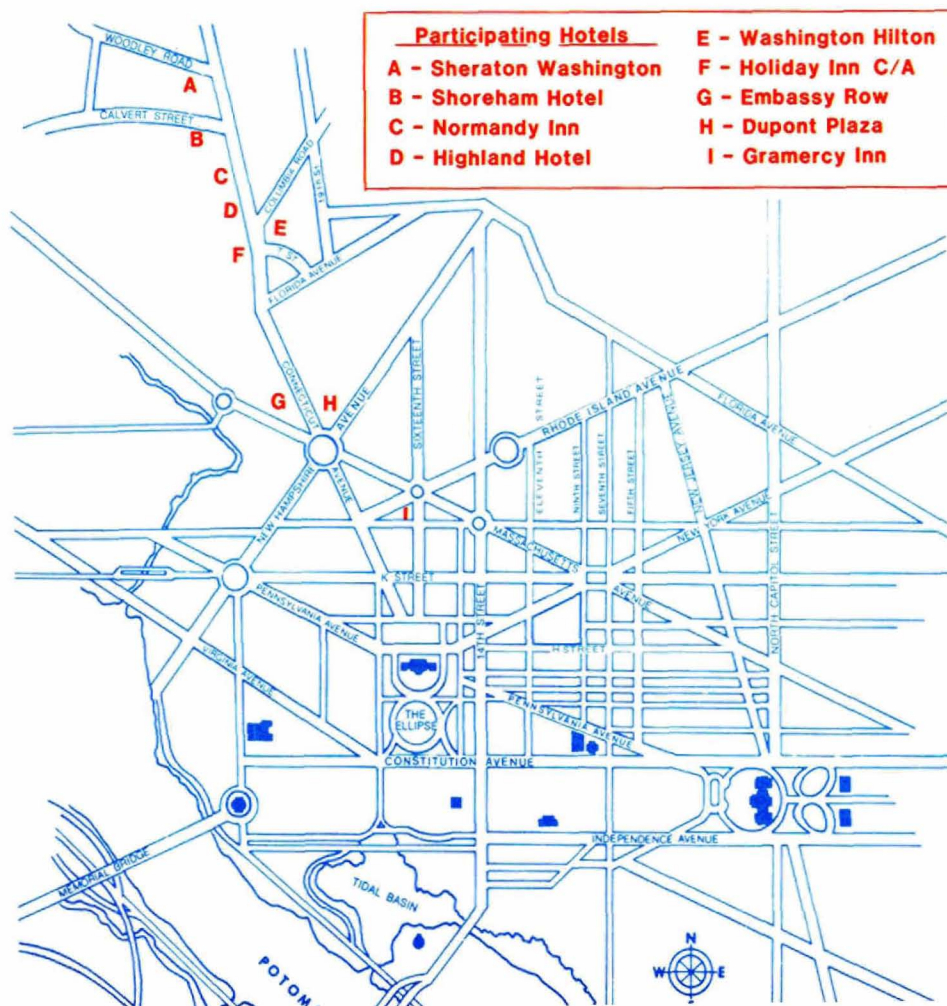 Participating Hotels
A - Sheraton Washington
B - Shoreham Hotel
C - Normandy Inn
D - Highland Hotel
E - Washington Hilton
F - Holiday Inn C/A
G - Embassy Row
H - Dupont Plaza
I - Gramercy Inn
WOODLEY ROAD
A
CALVERT STREET
B
C
COLUMBIA ROAD
18TH ST.
D
E
F
T ST.
FLORIDA AVENUE
CONNECTICUT
AVENUE
G
H
AVENUE
NEW HAMPSHIRE
SIXTEENTH STREET
I
ELEVENTH STREET
NINTH STREET
SEVENTH STREET
FIFTH STREET
RHODE ISLAND AVENUE
NEW JERSEY AVENUE
FLORIDA AVENUE
NEW YORK AVENUE
NORTH CAPITOL STREET
MASSACHUSETTS
AVENUE
K STREET
PENNSYLVANIA AVENUE
14TH STREET
H STREET
VIRGINIA AVENUE
THE
ELLIPSE
PENNSYLVANIA AVENUE
CONSTITUTION AVENUE
INDEPENDENCE AVENUE
MEMORIAL BRIDGE
TIDAL BASIN
POTOM
N
W
E